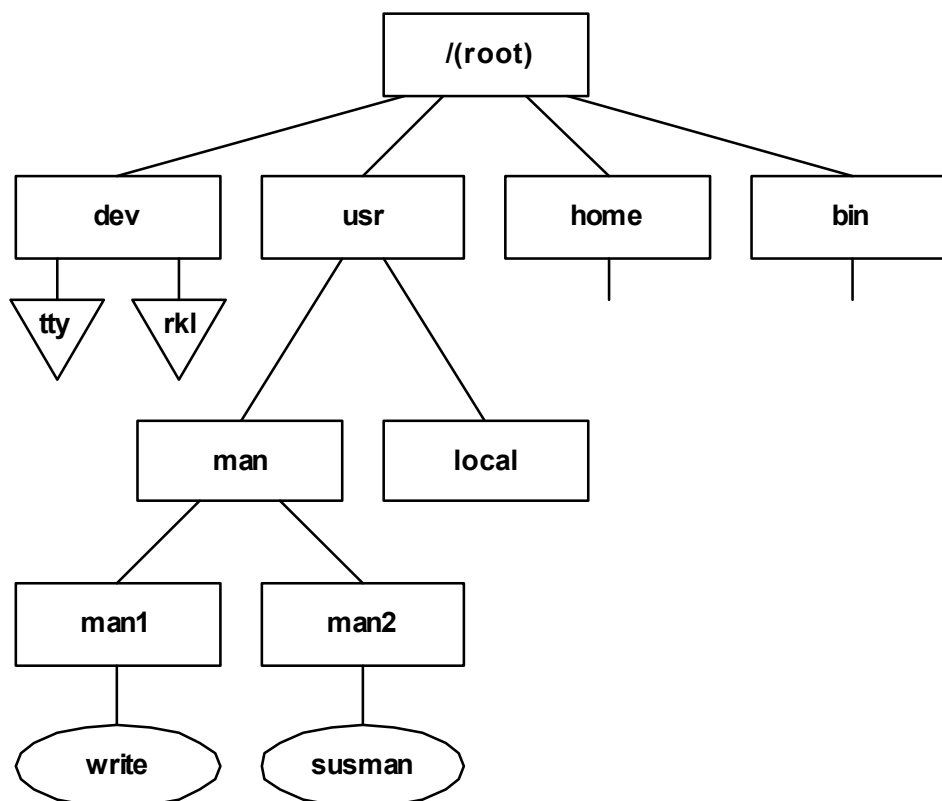 /(root)
dev
usr
home
bin
tty
rkl
man
local
man1
man2
write
susman